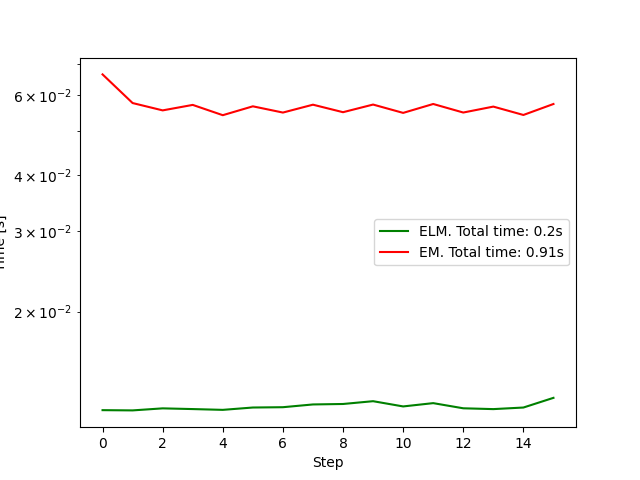 6 × 10⁻²
4 × 10⁻²
3 × 10⁻²
2 × 10⁻²
Time [s]
ELM. Total time: 0.2s
EM. Total time: 0.91s
0 2 4 6 8 10 12 14
Step